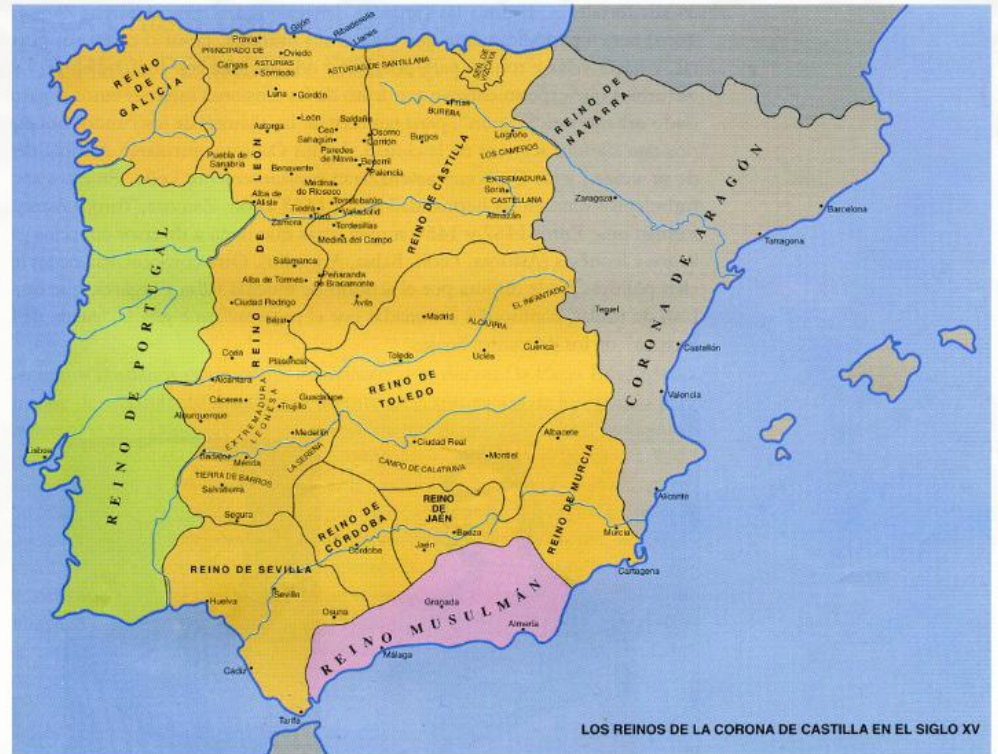 Gijón
Ribadesella
Llanes
Pravia
PRINCIPADO DE
ASTURIAS
Oviedo
Cangas
Somiedo
ASTURIAS DE SANTILLANA
SEÑ. DE
VIZCAYA
REINO
DE
GALICIA
Luna
Gordón
León
Saldaña
Astorga
Cea
Sahagún
Osorno
Carrión
Paredes
de Nava
Becerril
Palencia
Puebla de
Sanabria
Benavente
Medina
de Rioseco
Alba de
Aliste
Tiedra
Torrelobatón
Toro
Valladolid
Zamora
Tordesillas
Medina del Campo
Frías
BUREBA
Burgos
Logroño
LOS CAMEROS
EXTREMADURA
Soria
CASTELLANA
Almazán
REINO DE CASTILLA
REINO DE
NAVARRA
Zaragoza
Barcelona
Tarragona
CORONA DE ARAGÓN
Teruel
Castellón
Valencia
Alicante
REINO DE LEÓN
Salamanca
Alba de Tormes
Peñaranda
de Bracamonte
Ciudad Rodrigo
Ávila
Béjar
Coria
Plasencia
Madrid
ALCARRIA
EL INFANTADO
Toledo
Uclés
Cuenca
REINO DE
TOLEDO
Alcántara
Cáceres
Trujillo
Guadalupe
Alburquerque
EXTREMADURA
LEONESA
Medellín
Badajoz
Mérida
LA SERENA
TIERRA DE BARROS
Salvatierra
Segura
Ciudad Real
Montiel
CAMPO DE CALATRAVA
Albacete
REINO DE MURCIA
Murcia
Cartagena
REINO DE PORTUGAL
Lisboa
REINO DE
CÓRDOBA
Córdoba
REINO
DE
JAÉN
Baeza
Jaén
REINO DE SEVILLA
Huelva
Sevilla
Osuna
Cádiz
Tarifa
REINO MUSULMÁN
Granada
Almería
Málaga
LOS REINOS DE LA CORONA DE CASTILLA EN EL SIGLO XV